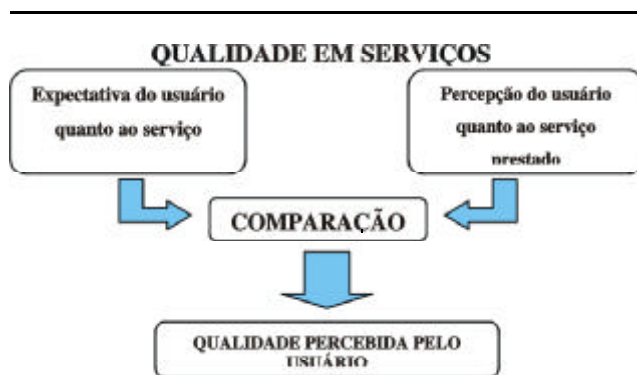 QUALIDADE EM SERVIÇOS
Expectativa do usuário
quanto ao serviço
Percepção do usuário
quanto ao serviço
prestado
COMPARAÇÃO
QUALIDADE PERCEBIDA PELO
USUÁRIO